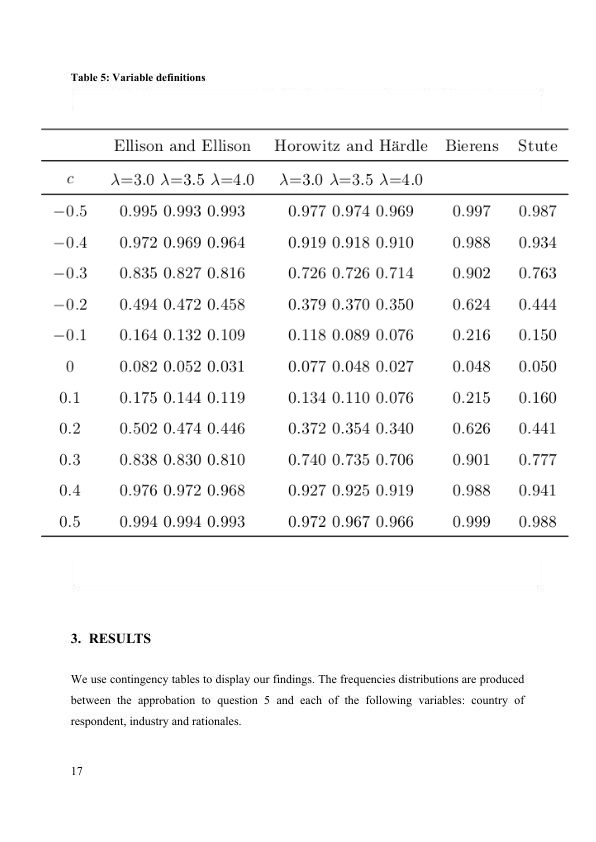 Table 5: Variable definitions
Ellison and Ellison Horowitz and Härdle Bierens Stute
c λ=3.0 λ=3.5 λ=4.0 λ=3.0 λ=3.5 λ=4.0
−0.5 0.995 0.993 0.993 0.977 0.974 0.969 0.997 0.987
−0.4 0.972 0.969 0.964 0.919 0.918 0.910 0.988 0.934
−0.3 0.835 0.827 0.816 0.726 0.726 0.714 0.902 0.763
−0.2 0.494 0.472 0.458 0.379 0.370 0.350 0.624 0.444
−0.1 0.164 0.132 0.109 0.118 0.089 0.076 0.216 0.150
0 0.082 0.052 0.031 0.077 0.048 0.027 0.048 0.050
0.1 0.175 0.144 0.119 0.134 0.110 0.076 0.215 0.160
0.2 0.502 0.474 0.446 0.372 0.354 0.340 0.626 0.441
0.3 0.838 0.830 0.810 0.740 0.735 0.706 0.901 0.777
0.4 0.976 0.972 0.968 0.927 0.925 0.919 0.988 0.941
0.5 0.994 0.994 0.993 0.972 0.967 0.966 0.999 0.988
3. RESULTS
We use contingency tables to display our findings. The frequencies distributions are produced
between the approbation to question 5 and each of the following variables: country of
respondent, industry and rationales.
17